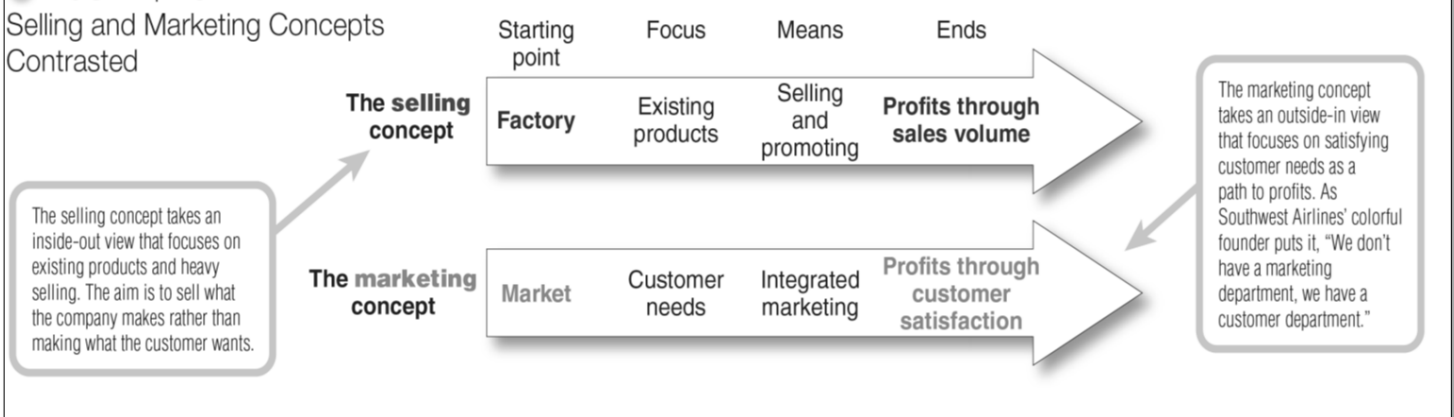 Selling and Marketing Concepts
Contrasted
Starting
point
Focus
Means
Ends
The selling
concept
Factory
Existing
products
Selling
and
promoting
Profits through
sales volume
The selling concept takes an
inside-out view that focuses on
existing products and heavy
selling. The aim is to sell what
the company makes rather than
making what the customer wants.
The marketing
concept
Market
Customer
needs
Integrated
marketing
Profits through
customer
satisfaction
The marketing concept
takes an outside-in view
that focuses on satisfying
customer needs as a
path to profits. As
Southwest Airlines’ colorful
founder puts it, “We don’t
have a marketing
department, we have a
customer department.”